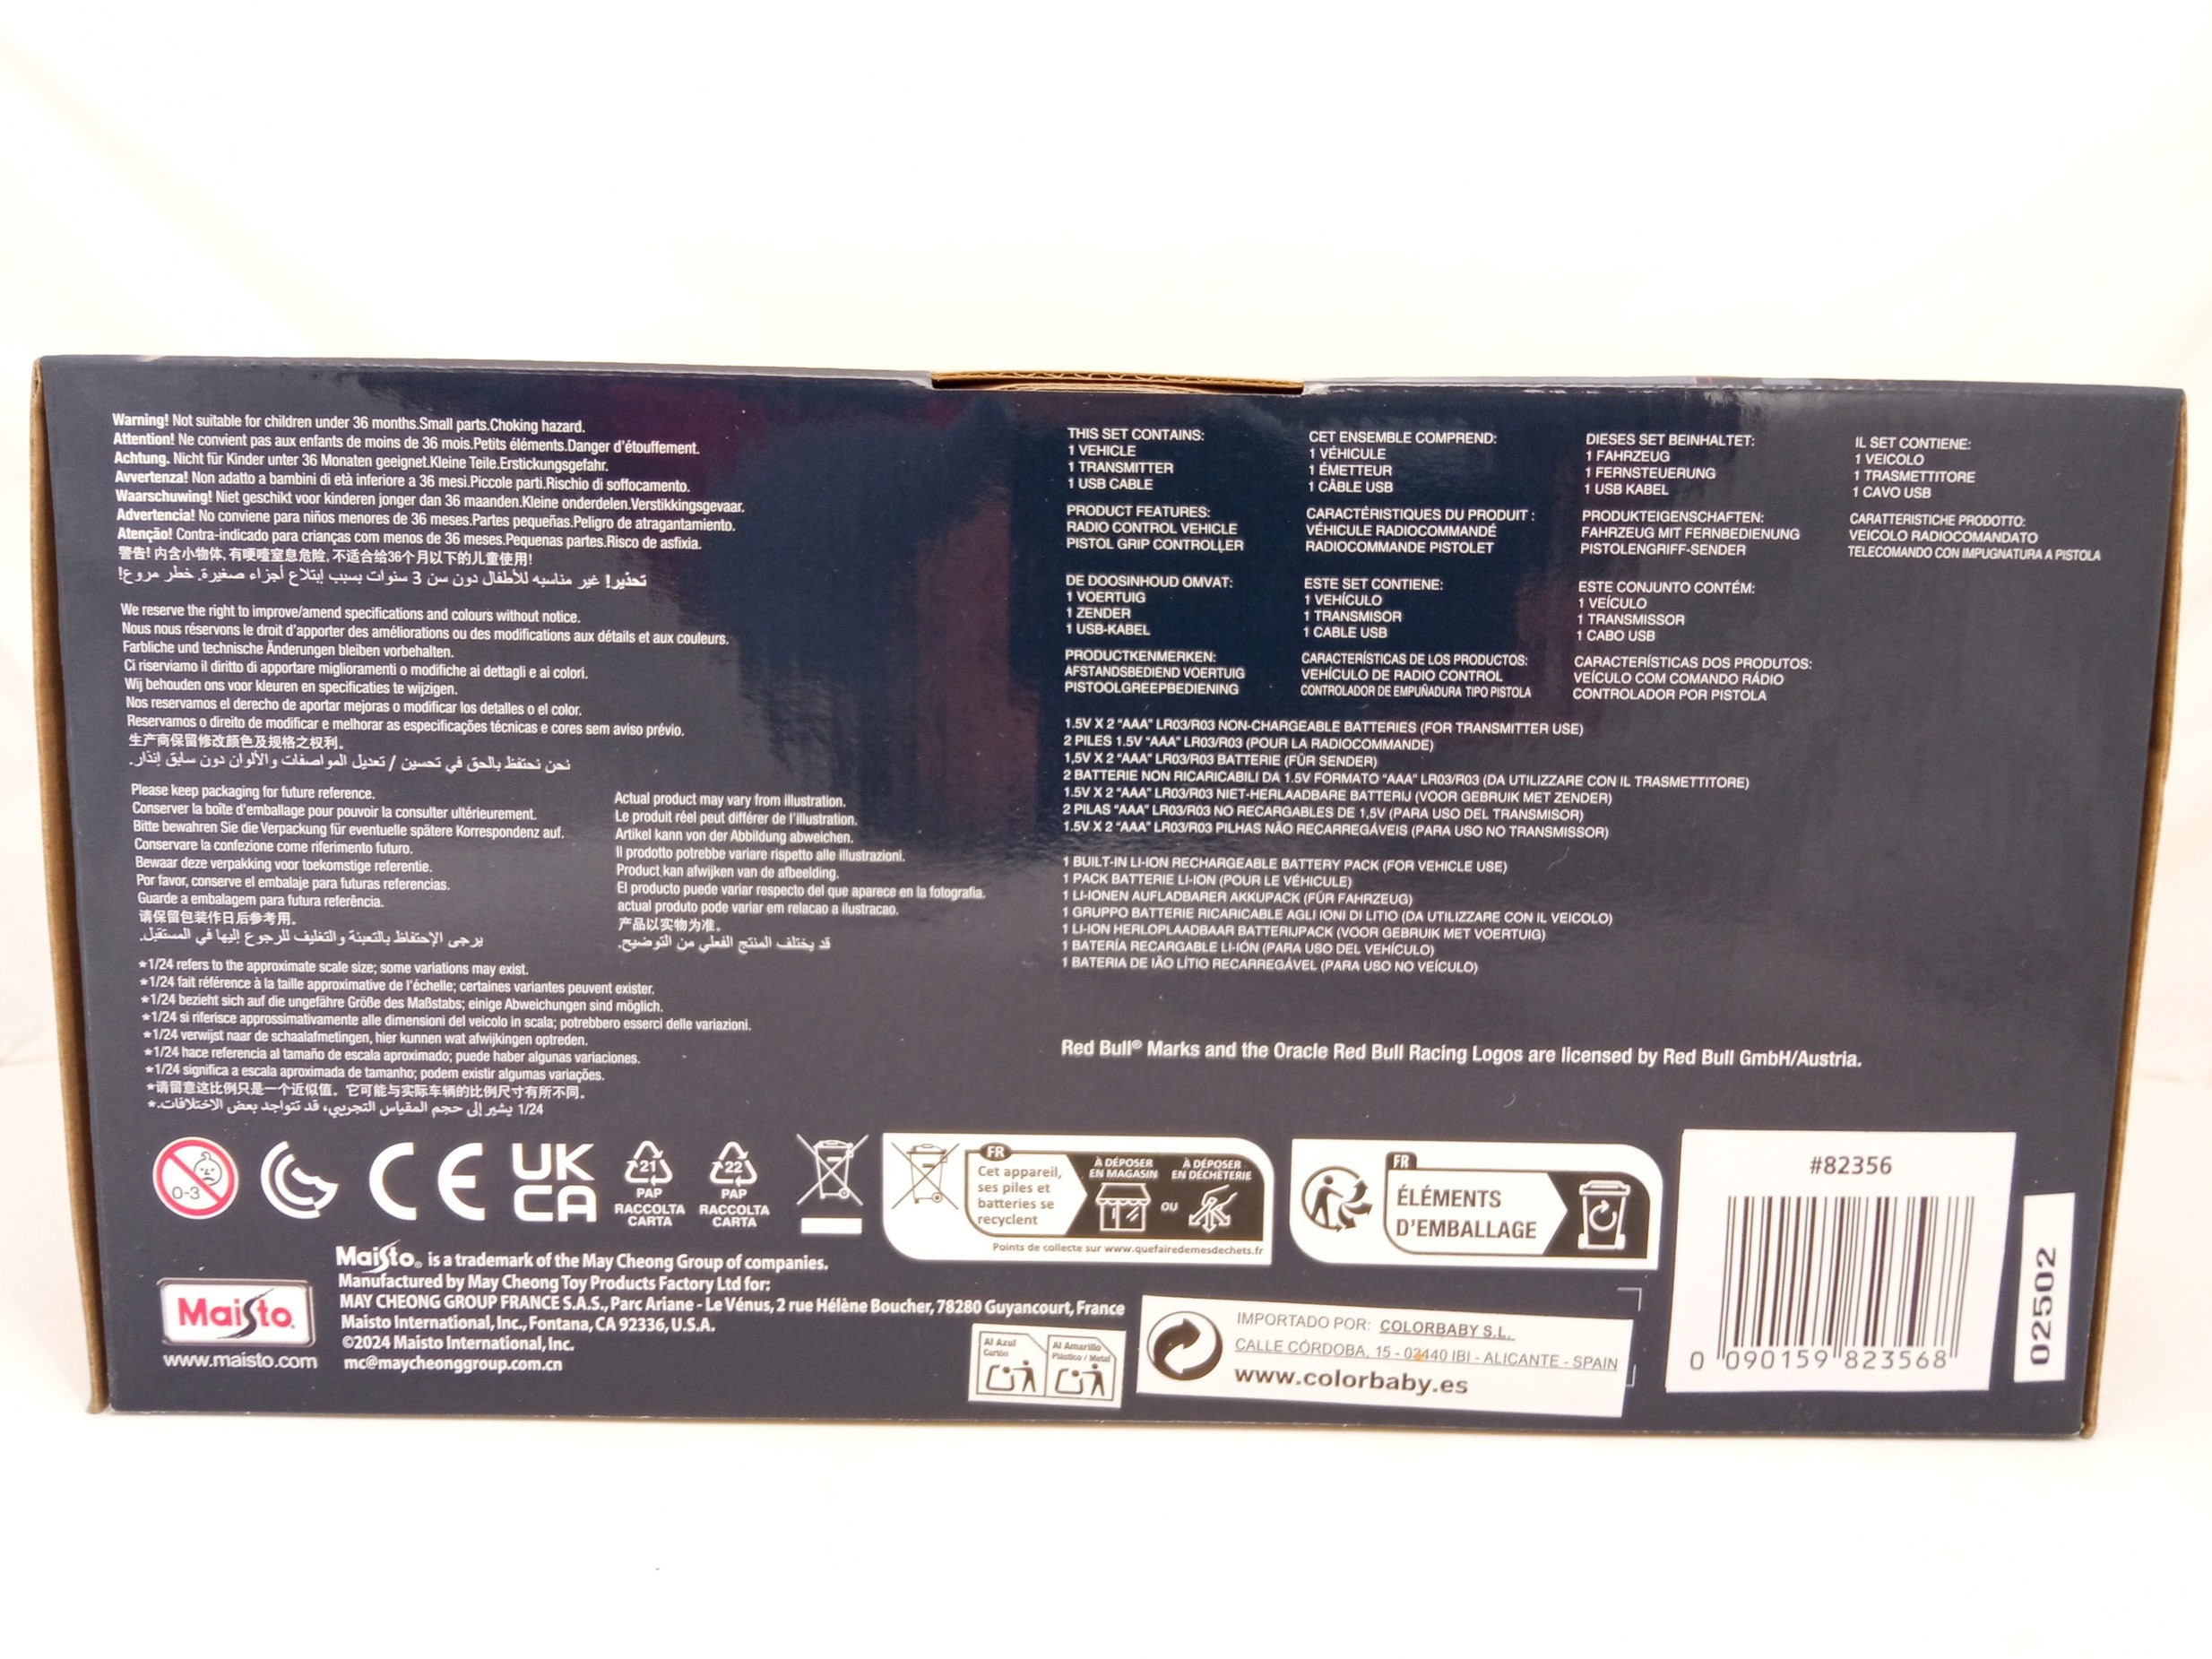 Warning! Not suitable for children under 36 months.Small parts.Choking hazard.
Attention! Ne convient pas aux enfants de moins de 36 mois.Petits éléments.Danger d'étouffement.
Achtung. Nicht für Kinder unter 36 Monaten geeignet.Kleine Teile.Erstickungsgefahr.
Avvertenza! Non adatto a bambini di età inferiore a 36 mesi.Piccole parti.Rischio di soffocamento.
Waarschuwing! Niet geschikt voor kinderen jonger dan 36 maanden.Kleine onderdelen.Verstikkingsgevaar.
Advertencia! No conviene para niños menores de 36 meses.Partes pequeñas.Peligro de atragantamiento.
Atenção! Contra-indicado para crianças com menos de 36 meses.Pequenas partes.Risco de asfixia.
警告! 内含小物体, 有哽噎窒息危险, 不适合给36个月以下的儿童使用!
تحذير! غير مناسبه للأطفال دون سن 3 سنوات بسبب إبتلاع أجزاء صغيرة. خطر مروع!
We reserve the right to improve/amend specifications and colours without notice.
Nous nous réservons le droit d'apporter des améliorations ou des modifications aux détails et aux couleurs.
Farbliche und technische Änderungen bleiben vorbehalten.
Ci riserviamo il diritto di apportare miglioramenti o modifiche ai dettagli e ai colori.
Wij behouden ons voor kleuren en specificaties te wijzigen.
Nos reservamos el derecho de aportar mejoras o modificar los detalles o el color.
Reservamos o direito de modificar e melhorar as especificações técnicas e cores sem aviso prévio.
生产商保留修改颜色及规格之权利。
نحن نحتفظ بالحق في تحسين / تعديل المواصفات والألوان دون سابق إنذار.
Please keep packaging for future reference.
Conserver la boîte d'emballage pour pouvoir la consulter ultérieurement.
Bitte bewahren Sie die Verpackung für eventuelle spätere Korrespondenz auf.
Conservare la confezione come riferimento futuro.
Bewaar deze verpakking voor toekomstige referentie.
Por favor, conserve el embalaje para futuras referencias.
Guarde a embalagem para futura referência.
请保留包装作日后参考用。
يرجى الإحتفاظ بالتعبئة والتغليف للرجوع إليها في المستقبل.
Actual product may vary from illustration.
Le produit réel peut différer de l'illustration.
Artikel kann von der Abbildung abweichen.
Il prodotto potrebbe variare rispetto alle illustrazioni.
Product kan afwijken van de afbeelding.
El producto puede variar respecto del que aparece en la fotografia.
actual produto pode variar em relacao a ilustracao.
产品以实物为准。
قد يختلف المنتج الفعلي من التوضيح.
*1/24 refers to the approximate scale size; some variations may exist.
*1/24 fait référence à la taille approximative de l'échelle; certaines variantes peuvent exister.
*1/24 bezieht sich auf die ungefähre Größe des Maßstabs; einige Abweichungen sind möglich.
*1/24 si riferisce approssimativamente alle dimensioni del veicolo in scala; potrebbero esserci delle variazioni.
*1/24 verwijst naar de schaalafmetingen, hier kunnen wat afwijkingen optreden.
*1/24 hace referencia al tamaño de escala aproximado; puede haber algunas variaciones.
*1/24 significa a escala aproximada de tamanho; podem existir algumas variações.
*请留意这比例只是一个近似值。它可能与实际车辆的比例尺寸有所不同。
1/24 يشير إلى حجم المقياس التجريبي، قد تتواجد بعض الاختلافات.*
THIS SET CONTAINS:
1 VEHICLE
1 TRANSMITTER
1 USB CABLE
PRODUCT FEATURES:
RADIO CONTROL VEHICLE
PISTOL GRIP CONTROLLER
CET ENSEMBLE COMPREND:
1 VÉHICULE
1 ÉMETTEUR
1 CÂBLE USB
CARACTÉRISTIQUES DU PRODUIT :
VÉHICULE RADIOCOMMANDÉ
RADIOCOMMANDE PISTOLET
DIESES SET BEINHALTET:
1 FAHRZEUG
1 FERNSTEUERUNG
1 USB KABEL
PRODUKTEIGENSCHAFTEN:
FAHRZEUG MIT FERNBEDIENUNG
PISTOLENGRIFF-SENDER
IL SET CONTIENE:
1 VEICOLO
1 TRASMETTITORE
1 CAVO USB
CARATTERISTICHE PRODOTTO:
VEICOLO RADIOCOMANDATO
TELECOMANDO CON IMPUGNATURA A PISTOLA
DE DOOSINHOUD OMVAT:
1 VOERTUIG
1 ZENDER
1 USB-KABEL
PRODUCTKENMERKEN:
AFSTANDSBEDIEND VOERTUIG
PISTOOLGREEPBEDIENING
ESTE SET CONTIENE:
1 VEHÍCULO
1 TRANSMISOR
1 CABLE USB
CARACTERÍSTICAS DE LOS PRODUCTOS:
VEHÍCULO DE RADIO CONTROL
CONTROLADOR DE EMPUÑADURA TIPO PISTOLA
ESTE CONJUNTO CONTÉM:
1 VEÍCULO
1 TRANSMISSOR
1 CABO USB
CARACTERÍSTICAS DOS PRODUTOS:
VEÍCULO COM COMANDO RÁDIO
CONTROLADOR POR PISTOLA
1.5V X 2 "AAA" LR03/R03 NON-CHARGEABLE BATTERIES (FOR TRANSMITTER USE)
2 PILES 1.5V "AAA" LR03/R03 (POUR LA RADIOCOMMANDE)
1,5V X 2 "AAA" LR03/R03 BATTERIE (FÜR SENDER)
2 BATTERIE NON RICARICABILI DA 1.5V FORMATO "AAA" LR03/R03 (DA UTILIZZARE CON IL TRASMETTITORE)
1.5V X 2 "AAA" LR03/R03 NIET-HERLAADBARE BATTERIJ (VOOR GEBRUIK MET ZENDER)
2 PILAS "AAA" LR03/R03 NO RECARGABLES DE 1,5V (PARA USO DEL TRANSMISOR)
1.5V X 2 "AAA" LR03/R03 PILHAS NÃO RECARREGÁVEIS (PARA USO NO TRANSMISSOR)
1 BUILT-IN LI-ION RECHARGEABLE BATTERY PACK (FOR VEHICLE USE)
1 PACK BATTERIE LI-ION (POUR LE VÉHICULE)
1 LI-IONEN AUFLADBARER AKKUPACK (FÜR FAHRZEUG)
1 GRUPPO BATTERIE RICARICABILE AGLI IONI DI LITIO (DA UTILIZZARE CON IL VEICOLO)
1 LI-ION HERLOPLAADBAAR BATTERIJPACK (VOOR GEBRUIK MET VOERTUIG)
1 BATERÍA RECARGABLE LI-IÓN (PARA USO DEL VEHÍCULO)
1 BATERIA DE IÃO LÍTIO RECARREGÁVEL (PARA USO NO VEÍCULO)
Red Bull® Marks and the Oracle Red Bull Racing Logos are licensed by Red Bull GmbH/Austria.
0-3
CE
UK
CA
21
PAP
RACCOLTA
CARTA
22
PAP
RACCOLTA
CARTA
FR
Cet appareil,
ses piles et
batteries se
recyclent
À DÉPOSER
EN MAGASIN
OU
À DÉPOSER
EN DÉCHÈTERIE
Points de collecte sur www.quefairedemesdechets.fr
FR
ÉLÉMENTS
D'EMBALLAGE
#82356
0 090159 823568
02502
Maisto
www.maisto.com
Maisto® is a trademark of the May Cheong Group of companies.
Manufactured by May Cheong Toy Products Factory Ltd for:
MAY CHEONG GROUP FRANCE S.A.S., Parc Ariane - Le Vénus, 2 rue Hélène Boucher, 78280 Guyancourt, France
Maisto International, Inc., Fontana, CA 92336, U.S.A.
©2024 Maisto International, Inc.
mc@maycheonggroup.com.cn
Al Azul
Cartón
Al Amarillo
Plástico / Metal
IMPORTADO POR: COLORBABY S.L.
CALLE CÓRDOBA, 15 - 03440 IBI - ALICANTE - SPAIN
www.colorbaby.es